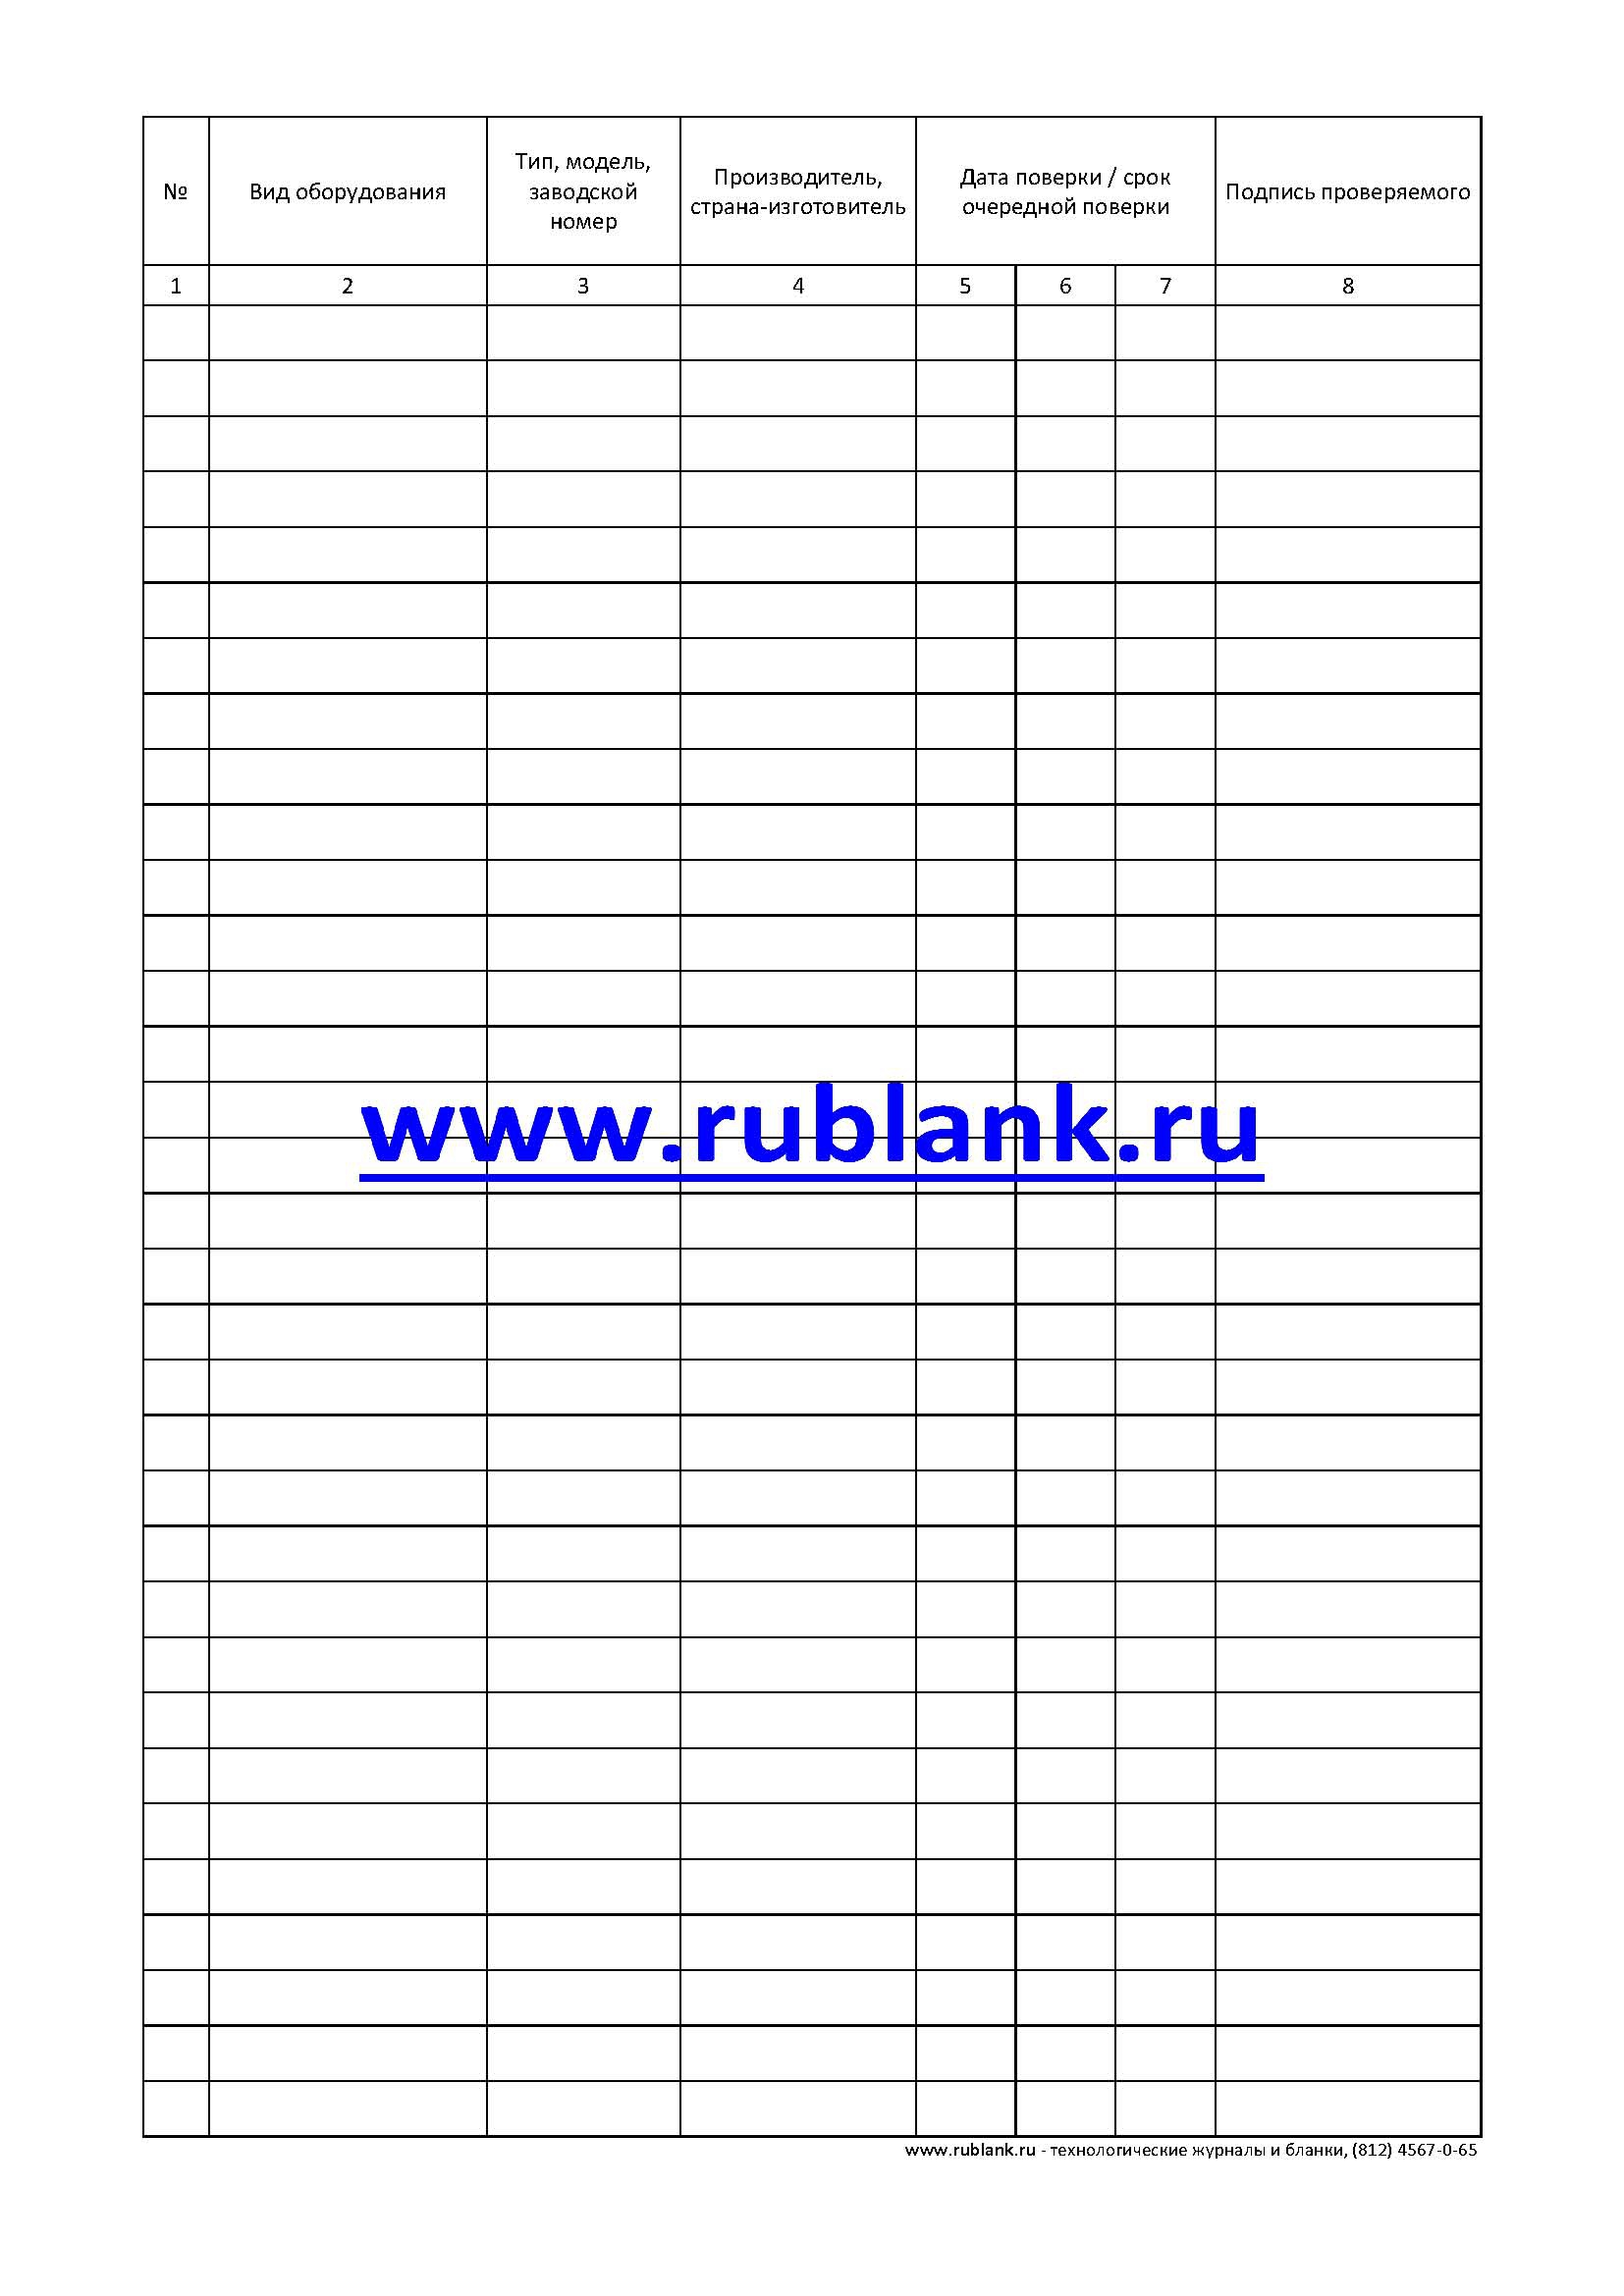 №
Вид оборудования
Тип, модель,
заводской
номер
Производитель,
страна-изготовитель
Дата поверки / срок
очередной поверки
Подпись проверяемого
1 2 3 4 5 6 7 8
www.rublank.ru
www.rublank.ru - технологические журналы и бланки, (812) 4567-0-65